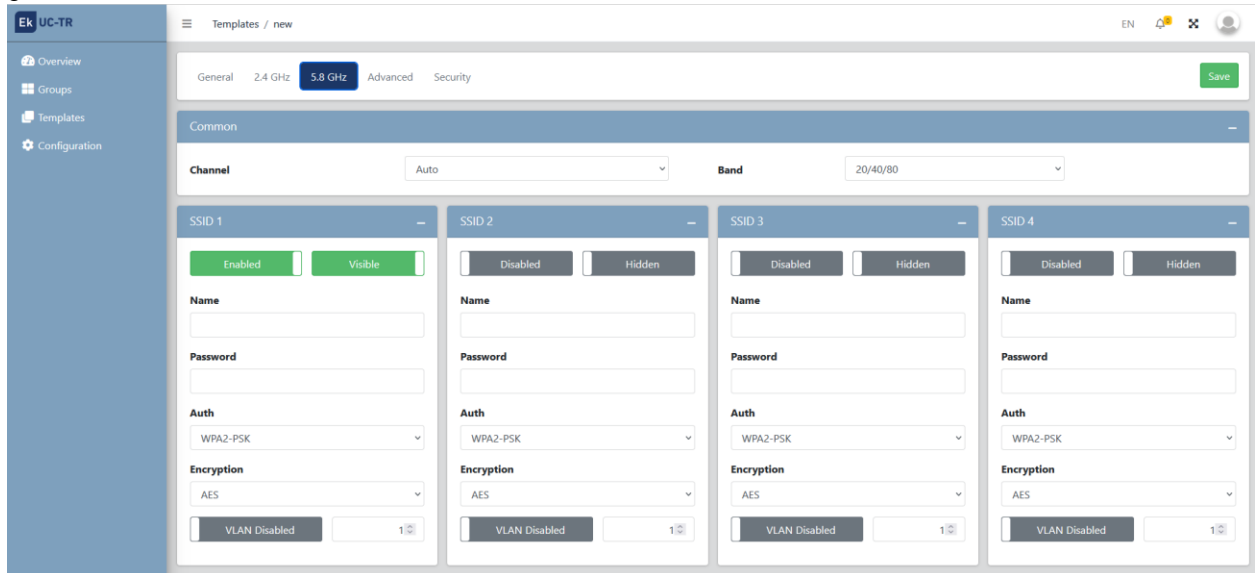 Ek UC-TR
Templates / new
EN
Overview
Groups
Templates
Configuration
General 2.4 GHz 5.8 GHz Advanced Security Save
Common
Channel Auto Band 20/40/80
SSID 1 SSID 2 SSID 3 SSID 4
Enabled Visible Disabled Hidden Disabled Hidden Disabled Hidden
Name Name Name Name
Password Password Password Password
Auth Auth Auth Auth
WPA2-PSK WPA2-PSK WPA2-PSK WPA2-PSK
Encryption Encryption Encryption Encryption
AES AES AES AES
VLAN Disabled 1 VLAN Disabled 1 VLAN Disabled 1 VLAN Disabled 1